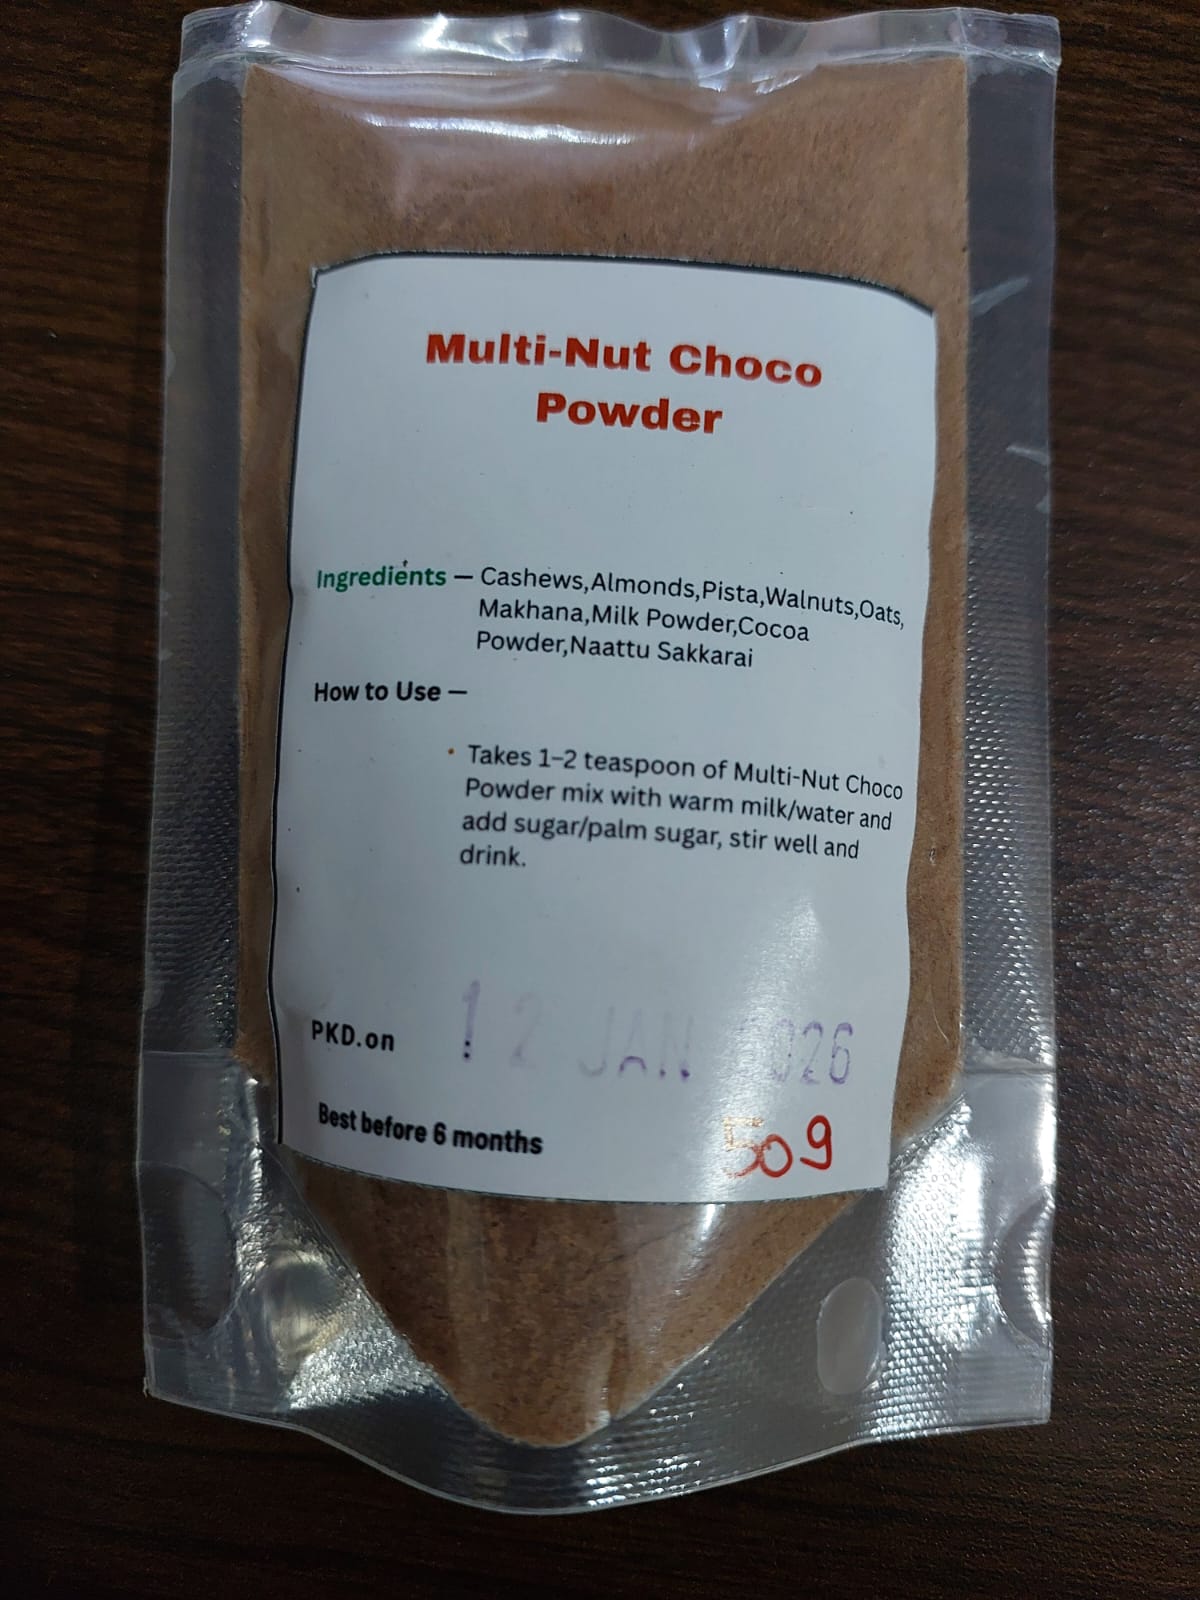 Multi-Nut Choco
Powder
Ingredients — Cashews,Almonds,Pista,Walnuts,Oats,
Makhana,Milk Powder,Cocoa
Powder,Naattu Sakkarai
How to Use —
• Takes 1–2 teaspoon of Multi-Nut Choco
Powder mix with warm milk/water and
add sugar/palm sugar, stir well and
drink.
PKD.on 12 JAN 2026
Best before 6 months 50g